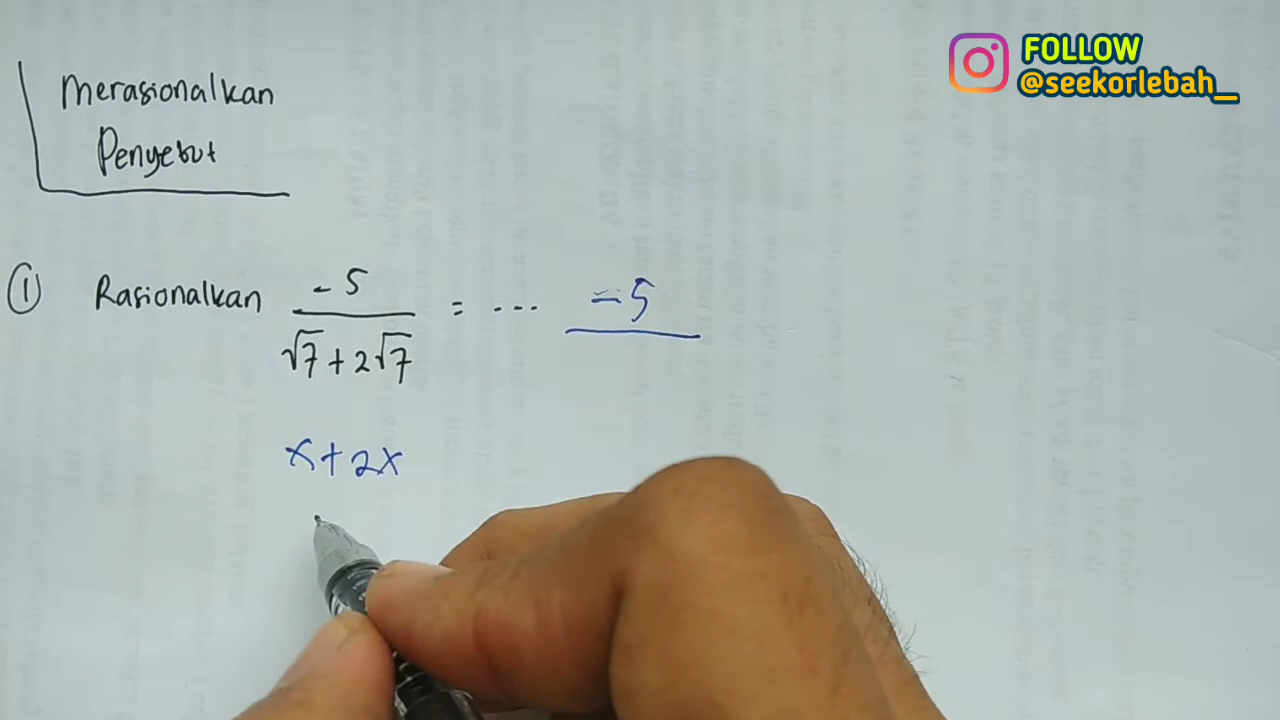 FOLLOW
@seekorlebah_
Merasionalkan
Penyebut
① Rasionalkan -5 / √7 + 2√7 = ... -5
x + 2x